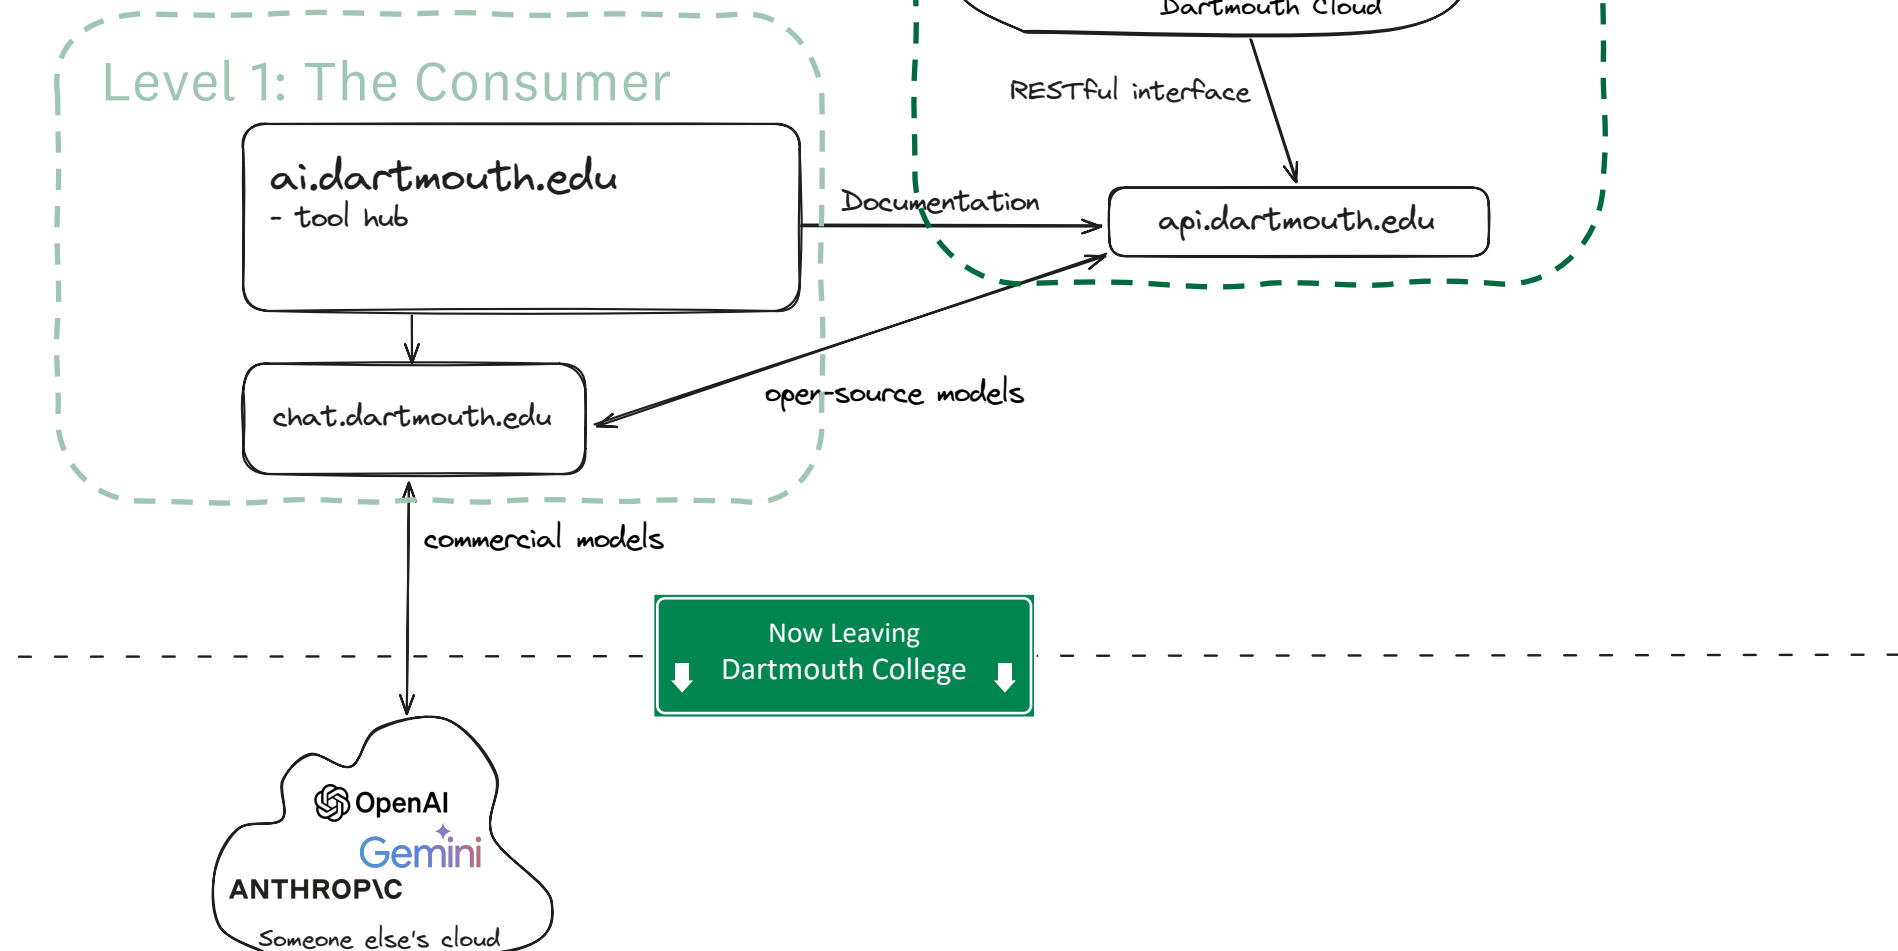 Dartmouth Cloud
Level 1: The Consumer
RESTful interface
ai.dartmouth.edu
- tool hub
Documentation
api.dartmouth.edu
open-source models
chat.dartmouth.edu
commercial models
Now Leaving
Dartmouth College
OpenAI
Gemini
ANTHROP\C
Someone else's cloud